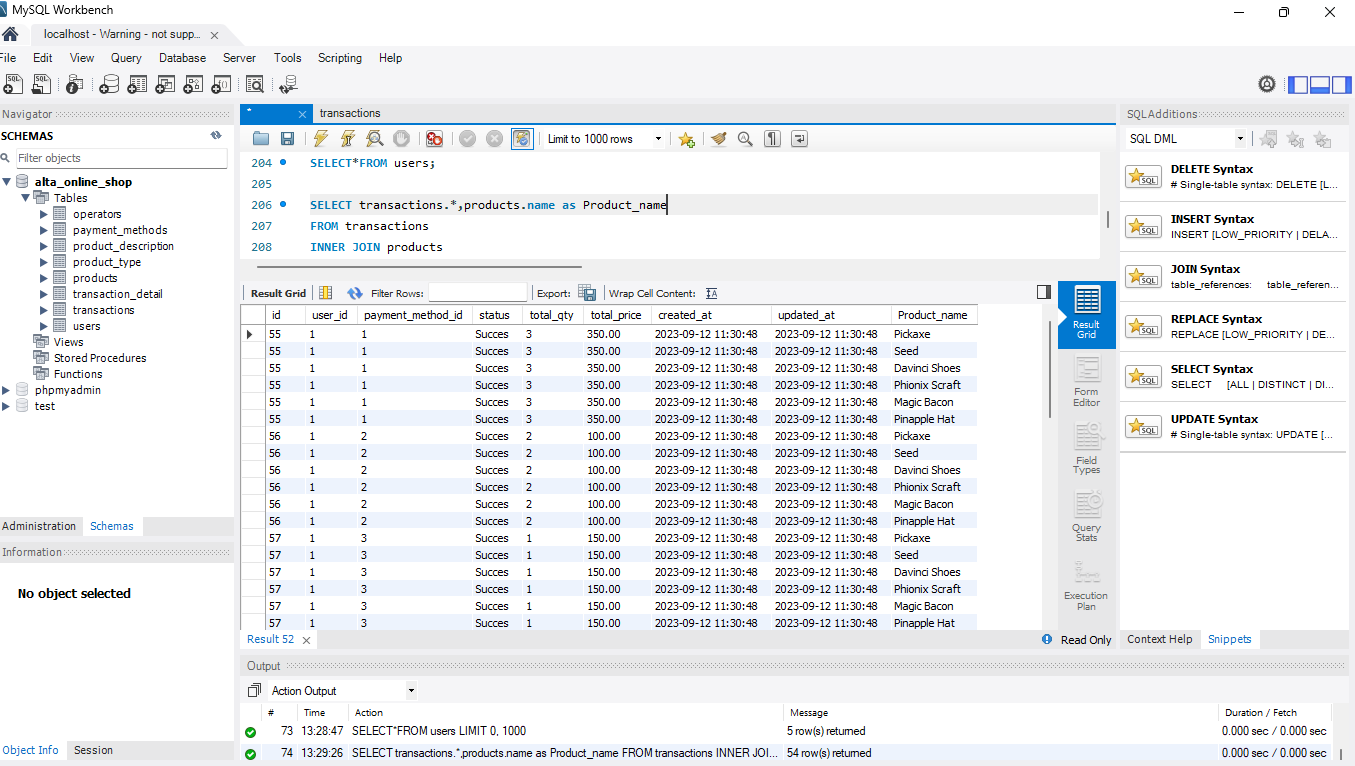 MySQL Workbench
localhost - Warning - not supp...
File Edit View Query Database Server Tools Scripting Help
Navigator
SCHEMAS
Filter objects
alta_online_shop
Tables
operators
payment_methods
product_description
product_type
products
transaction_detail
transactions
users
Views
Stored Procedures
Functions
phpmyadmin
test
Administration Schemas
Information
No object selected
Object Info Session
* transactions
Limit to 1000 rows
204 SELECT*FROM users;
205
206 SELECT transactions.*,products.name as Product_name
207 FROM transactions
208 INNER JOIN products
Result Grid Filter Rows: Export: Wrap Cell Content:
id user_id payment_method_id status total_qty total_price created_at updated_at Product_name
55 1 1 Succes 3 350.00 2023-09-12 11:30:48 2023-09-12 11:30:48 Pickaxe
55 1 1 Succes 3 350.00 2023-09-12 11:30:48 2023-09-12 11:30:48 Seed
55 1 1 Succes 3 350.00 2023-09-12 11:30:48 2023-09-12 11:30:48 Davinci Shoes
55 1 1 Succes 3 350.00 2023-09-12 11:30:48 2023-09-12 11:30:48 Phionix Scraft
55 1 1 Succes 3 350.00 2023-09-12 11:30:48 2023-09-12 11:30:48 Magic Bacon
55 1 1 Succes 3 350.00 2023-09-12 11:30:48 2023-09-12 11:30:48 Pinapple Hat
56 1 2 Succes 2 100.00 2023-09-12 11:30:48 2023-09-12 11:30:48 Pickaxe
56 1 2 Succes 2 100.00 2023-09-12 11:30:48 2023-09-12 11:30:48 Seed
56 1 2 Succes 2 100.00 2023-09-12 11:30:48 2023-09-12 11:30:48 Davinci Shoes
56 1 2 Succes 2 100.00 2023-09-12 11:30:48 2023-09-12 11:30:48 Phionix Scraft
56 1 2 Succes 2 100.00 2023-09-12 11:30:48 2023-09-12 11:30:48 Magic Bacon
56 1 2 Succes 2 100.00 2023-09-12 11:30:48 2023-09-12 11:30:48 Pinapple Hat
57 1 3 Succes 1 150.00 2023-09-12 11:30:48 2023-09-12 11:30:48 Pickaxe
57 1 3 Succes 1 150.00 2023-09-12 11:30:48 2023-09-12 11:30:48 Seed
57 1 3 Succes 1 150.00 2023-09-12 11:30:48 2023-09-12 11:30:48 Davinci Shoes
57 1 3 Succes 1 150.00 2023-09-12 11:30:48 2023-09-12 11:30:48 Phionix Scraft
57 1 3 Succes 1 150.00 2023-09-12 11:30:48 2023-09-12 11:30:48 Magic Bacon
57 1 3 Succes 1 150.00 2023-09-12 11:30:48 2023-09-12 11:30:48 Pinapple Hat
Result
Grid
Form
Editor
Field
Types
Query
Stats
Execution
Plan
Result 52 Read Only
SQLAdditions
SQL DML
DELETE Syntax
# Single-table syntax: DELETE [L...
INSERT Syntax
INSERT [LOW_PRIORITY | DELA...
JOIN Syntax
table_references: table_referen...
REPLACE Syntax
REPLACE [LOW_PRIORITY | DE...
SELECT Syntax
SELECT [ALL | DISTINCT | DI...
UPDATE Syntax
# Single-table syntax: UPDATE [...
Context Help Snippets
Output
Action Output
# Time Action Message Duration / Fetch
73 13:28:47 SELECT*FROM users LIMIT 0, 1000 5 row(s) returned 0.000 sec / 0.000 sec
74 13:29:26 SELECT transactions.*,products.name as Product_name FROM transactions INNER JOI... 54 row(s) returned 0.000 sec / 0.000 sec